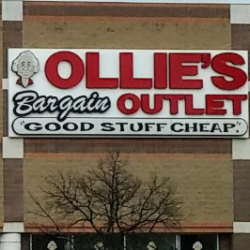 OLLIE'S
Bargain OUTLET
"GOOD STUFF CHEAP"